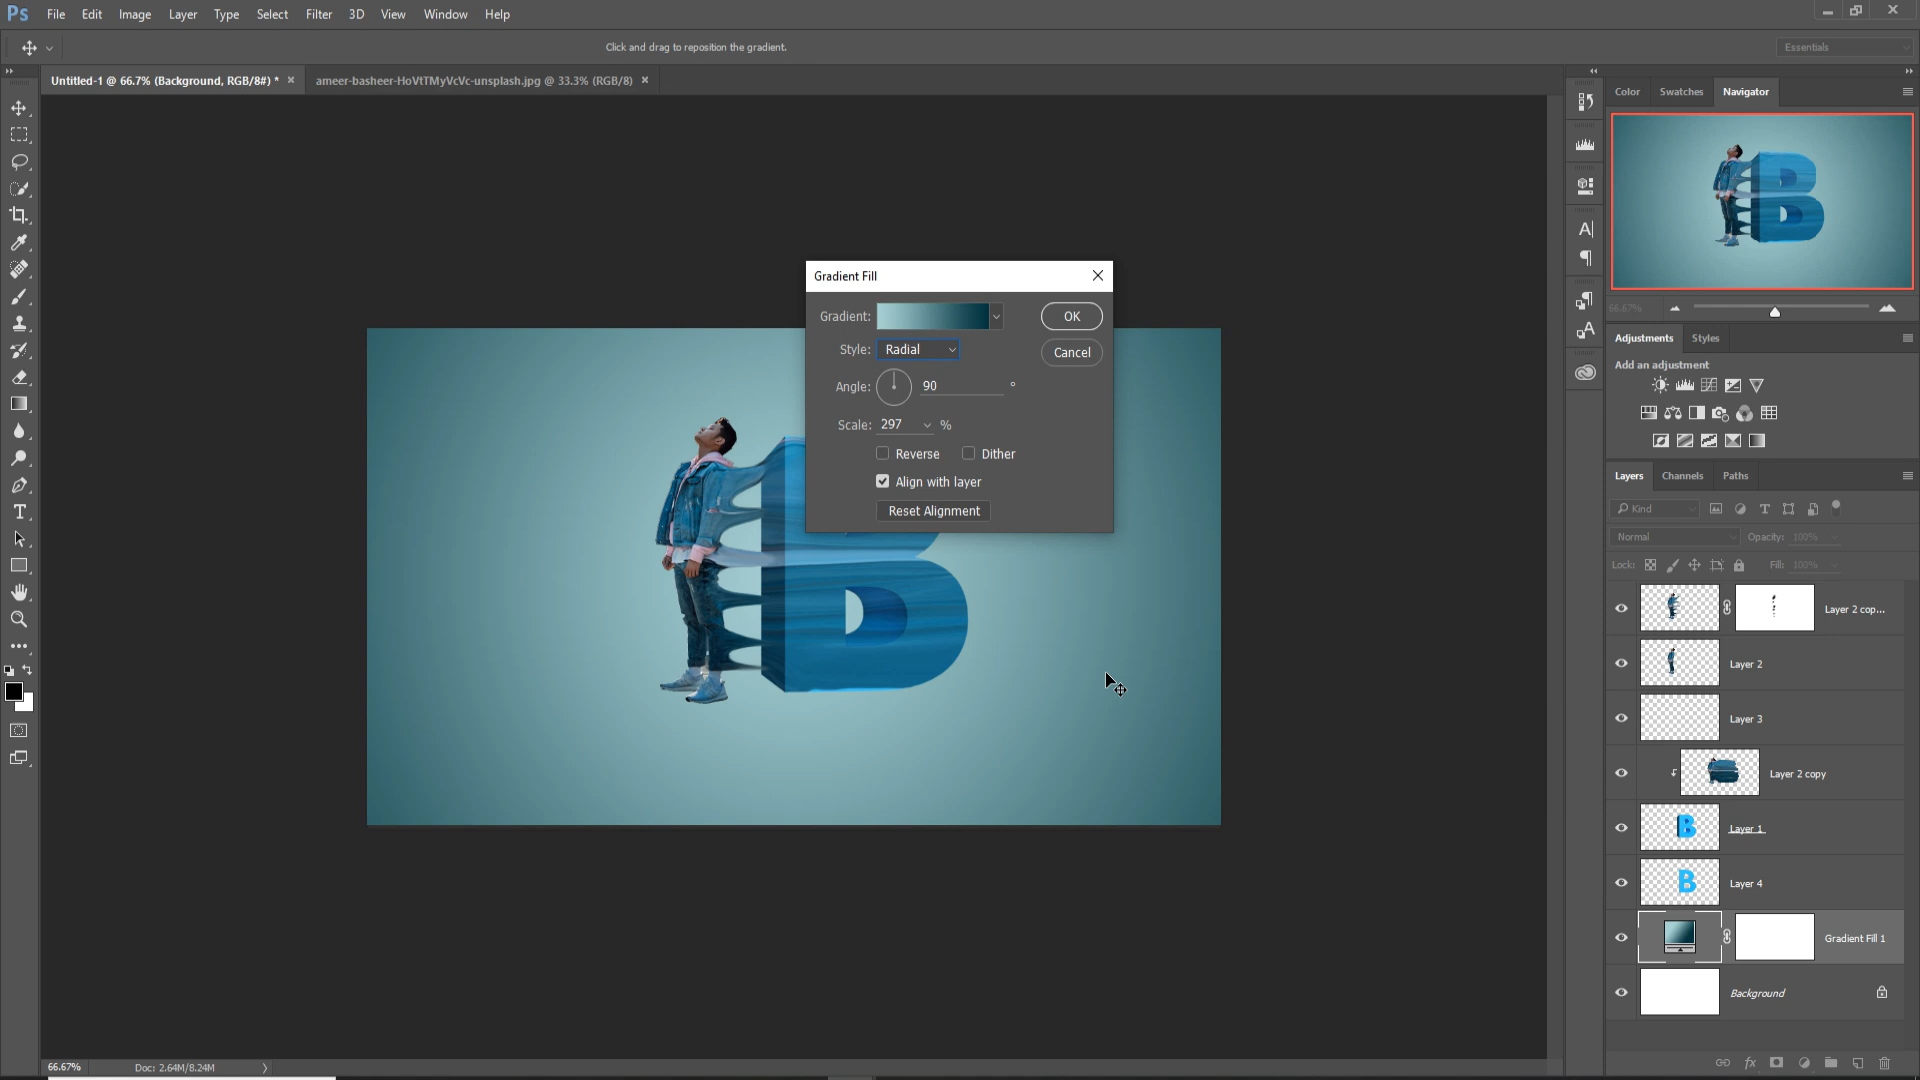 Ps File Edit Image Layer Type Select Filter 3D View Window Help
Click and drag to reposition the gradient.
Essentials
Untitled-1 @ 66.7% (Background, RGB/8#) *
ameer-basheer-HoVtTMyVcVc-unsplash.jpg @ 33.3% (RGB/8)
Color Swatches Navigator
66.67%
Gradient Fill
Gradient:
OK
Style: Radial
Cancel
Angle: 90 °
Scale: 297 %
Reverse Dither
Align with layer
Reset Alignment
B
Adjustments Styles
Add an adjustment
Layers Channels Paths
Kind
Normal Opacity: 100%
Lock: Fill: 100%
Layer 2 cop...
Layer 2
Layer 3
Layer 2 copy
Layer 1
Layer 4
Gradient Fill 1
Background
66.67% Doc: 2.64M/8.24M